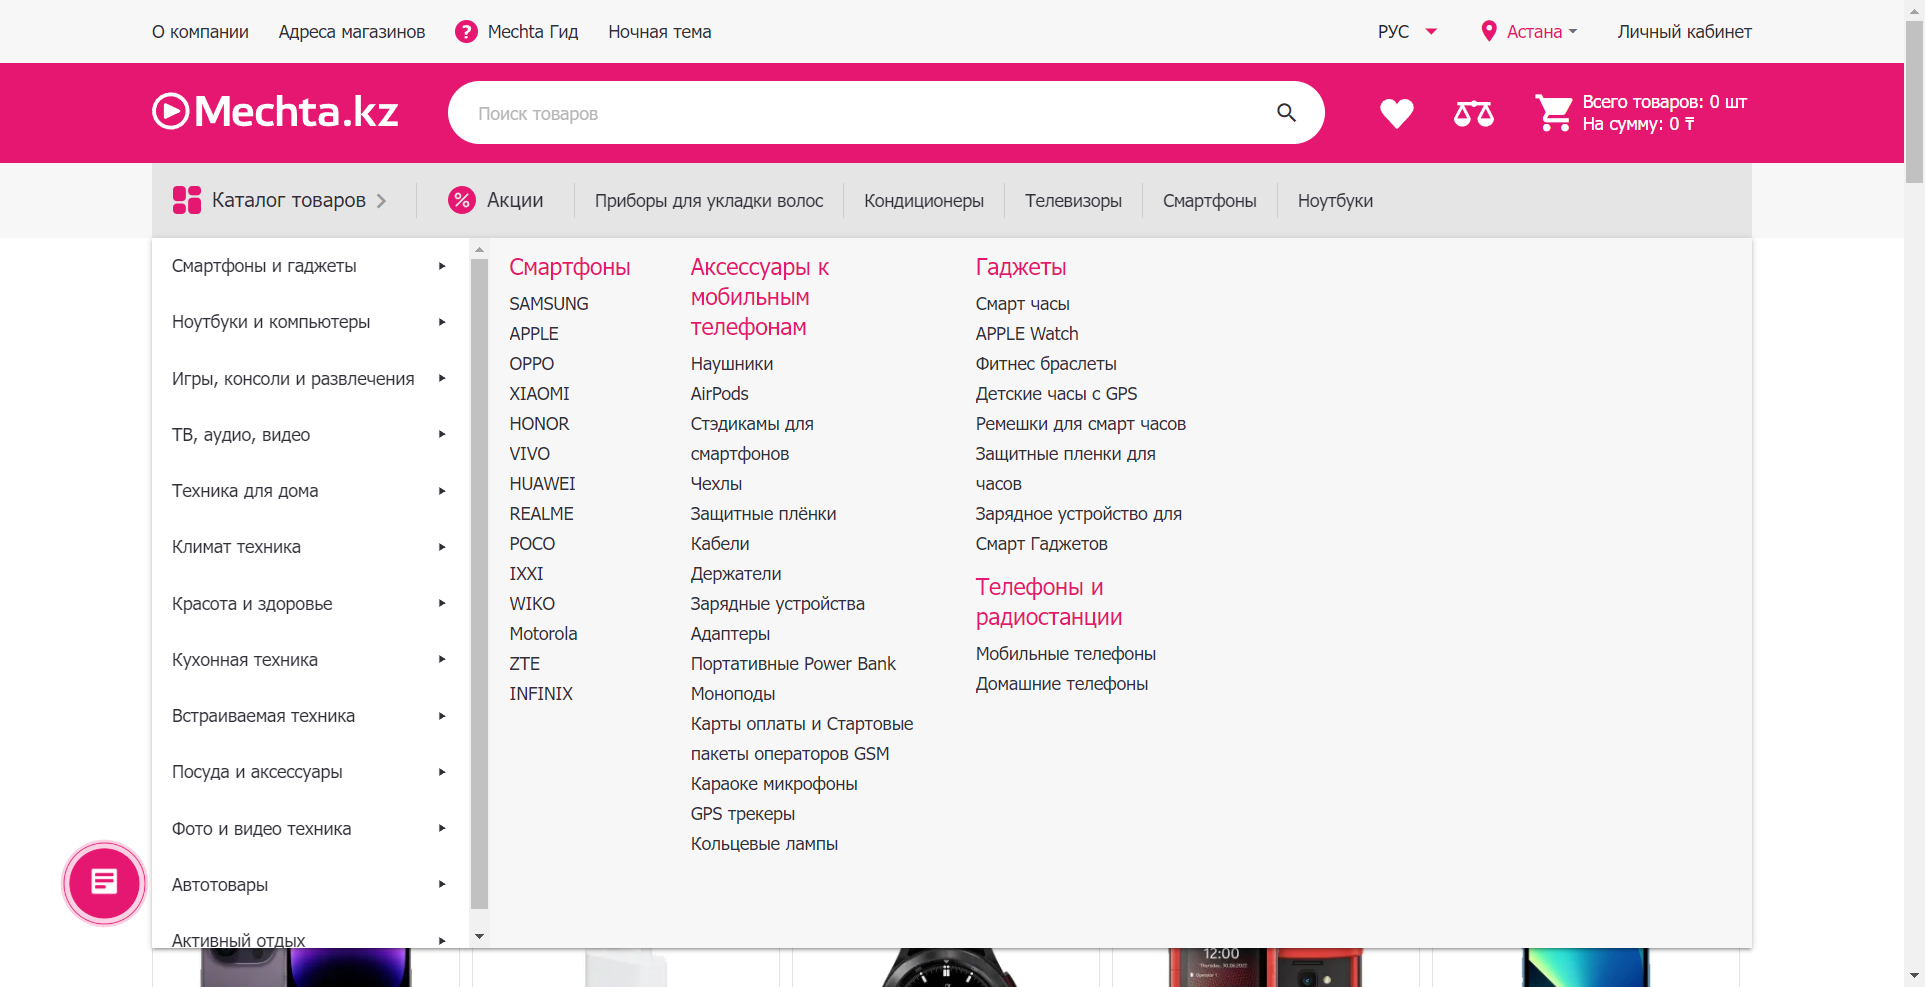 О компании
Адреса магазинов
Mechta Гид
Ночная тема
РУС
Астана
Личный кабинет
Mechta.kz
Поиск товаров
Всего товаров: 0 шт
На сумму: 0 ₸
Каталог товаров
Акции
Приборы для укладки волос
Кондиционеры
Телевизоры
Смартфоны
Ноутбуки
Смартфоны и гаджеты
Ноутбуки и компьютеры
Игры, консоли и развлечения
ТВ, аудио, видео
Техника для дома
Климат техника
Красота и здоровье
Кухонная техника
Встраиваемая техника
Посуда и аксессуары
Фото и видео техника
Автотовары
Активный отдых
Смартфоны
SAMSUNG
APPLE
OPPO
XIAOMI
HONOR
VIVO
HUAWEI
REALME
POCO
IXXI
WIKO
Motorola
ZTE
INFINIX
Аксессуары к
мобильным
телефонам
Наушники
AirPods
Стэдикамы для
смартфонов
Чехлы
Защитные плёнки
Кабели
Держатели
Зарядные устройства
Адаптеры
Портативные Power Bank
Моноподы
Карты оплаты и Стартовые
пакеты операторов GSM
Караоке микрофоны
GPS трекеры
Кольцевые лампы
Гаджеты
Смарт часы
APPLE Watch
Фитнес браслеты
Детские часы с GPS
Ремешки для смарт часов
Защитные пленки для
часов
Зарядное устройство для
Смарт Гаджетов
Телефоны и
радиостанции
Мобильные телефоны
Домашние телефоны
12:00